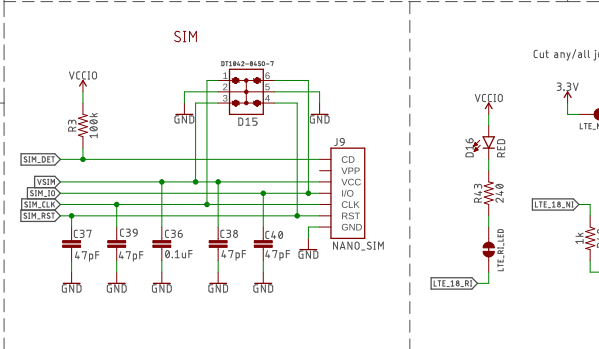 SIM
DT1042-04SO-7
1 6
2 5
3 4
D15
GND
GND
VCCIO
R3
100k
SIM_DET
VSIM
SIM_IO
SIM_CLK
SIM_RST
J9
CD
VPP
VCC
I/O
CLK
RST
GND
NANO_SIM
GND
C37
47pF
C39
47pF
C36
0.1uF
C38
47pF
C40
47pF
GND
GND
GND
GND
GND
Cut any/all j
VCCIO
D16
RED
R43
240
LTE_RI_LED
LTE_18_RI
3.3V
LTE_N
LTE_18_NI
1k